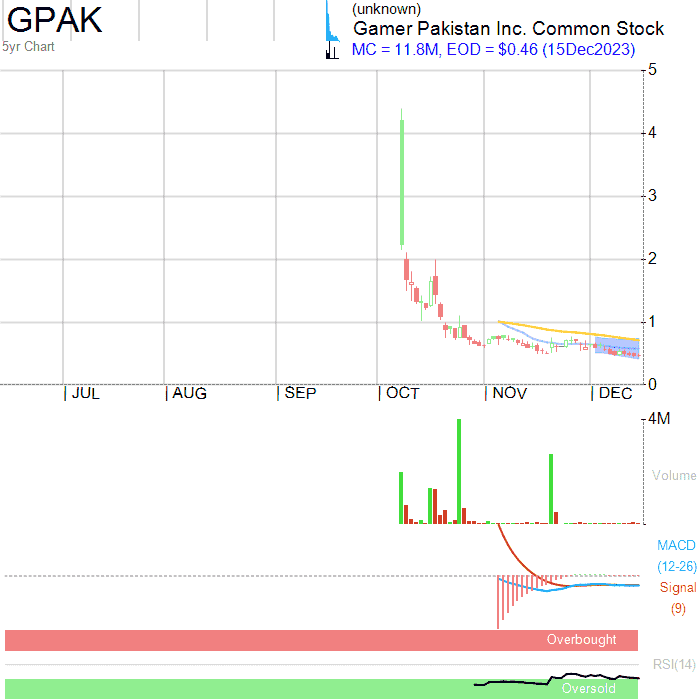 GPAK
5yr Chart
(unknown)
Gamer Pakistan Inc. Common Stock
MC = 11.8M, EOD = $0.46 (15Dec2023)
5
4
3
2
1
0
JUL AUG SEP OCT NOV DEC
4M
Volume
MACD
(12-26)
Signal
(9)
Overbought
RSI(14)
Oversold